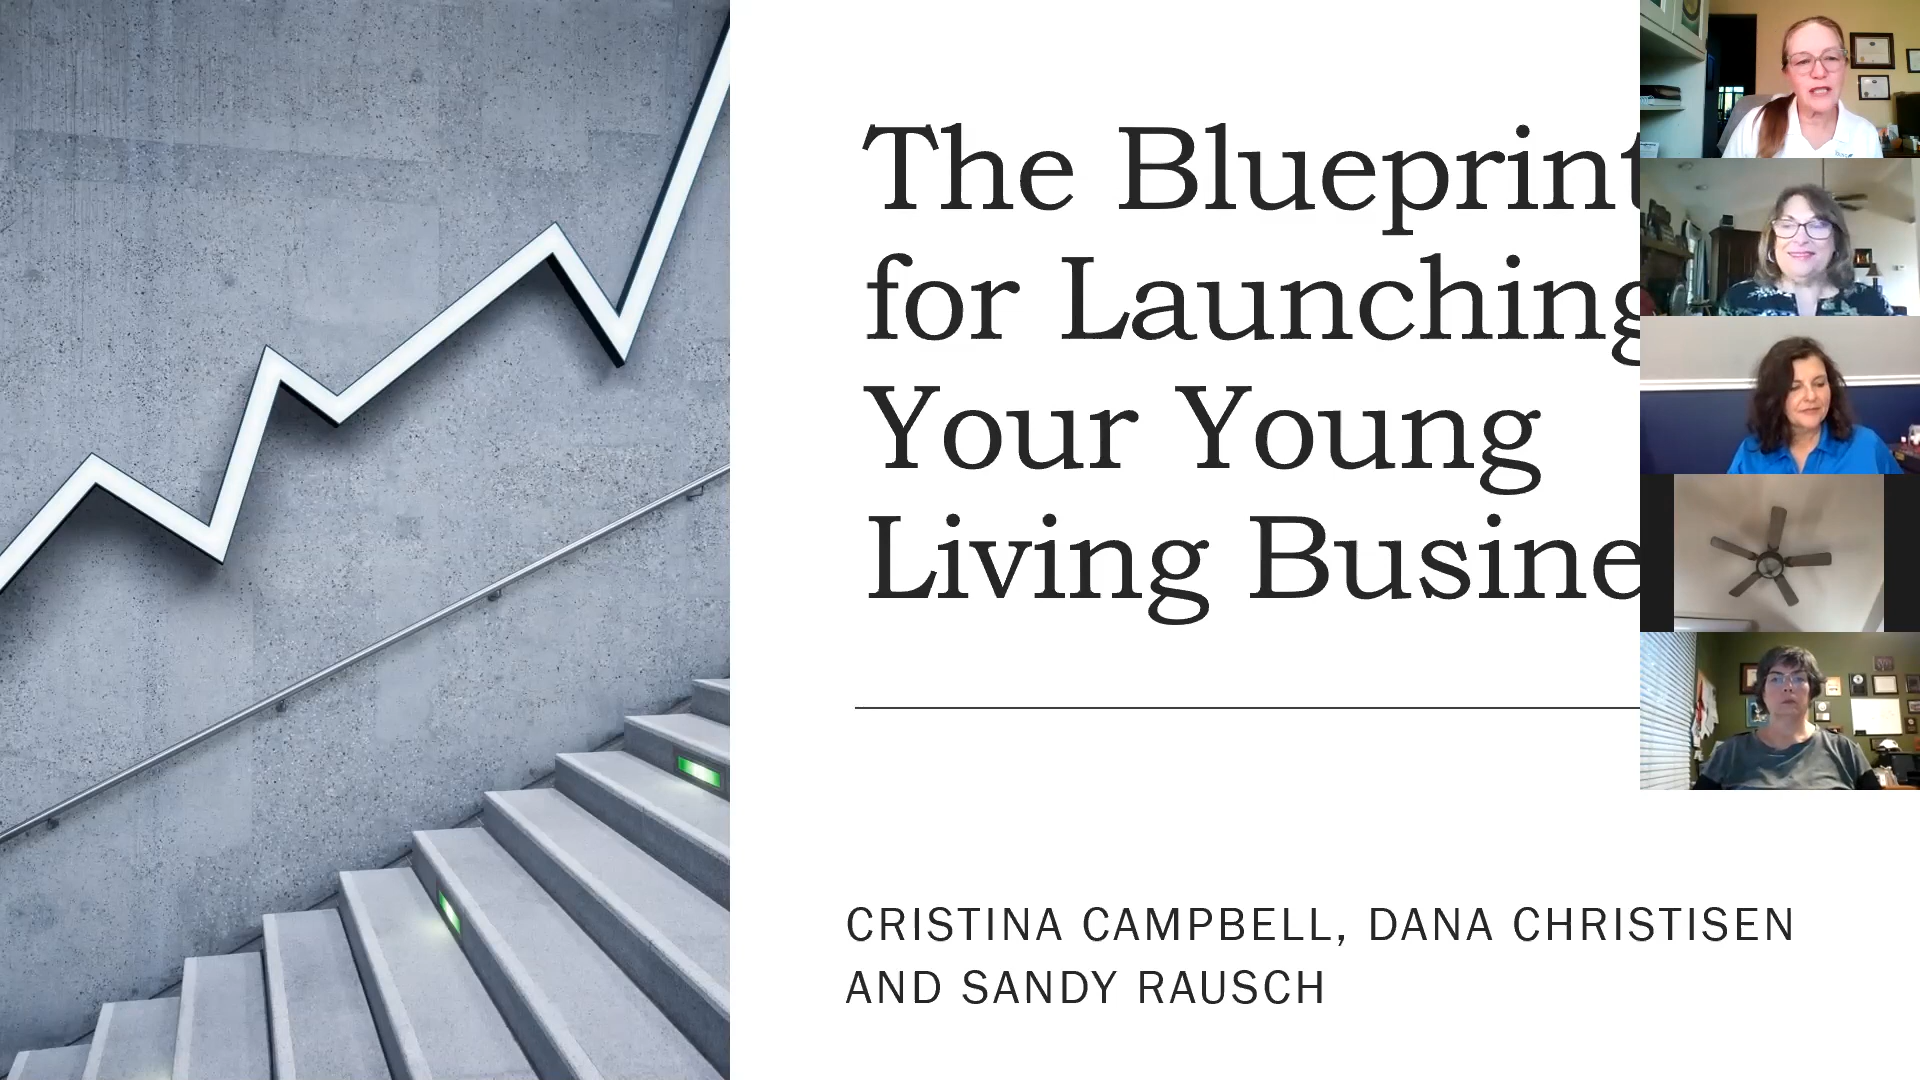 The Blueprint
for Launching
Your Young
Living Busine
CRISTINA CAMPBELL, DANA CHRISTISEN
AND SANDY RAUSCH